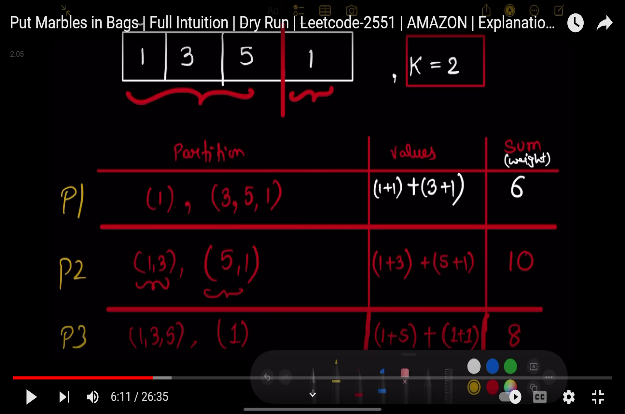 Put Marbles in Bags | Full Intuition | Dry Run | Leetcode-2551 | AMAZON | Explanatio...
2.05
1 3 5 1 , K = 2
Partition values Sum
(weight)
P1 (1), (3,5,1) (1+1)+(3+1) 6
P2 (1,3), (5,1) (1+3)+(5+1) 10
P3 (1,3,5), (1) (1+5)+(1+1) 8
6:11 / 26:35 CC